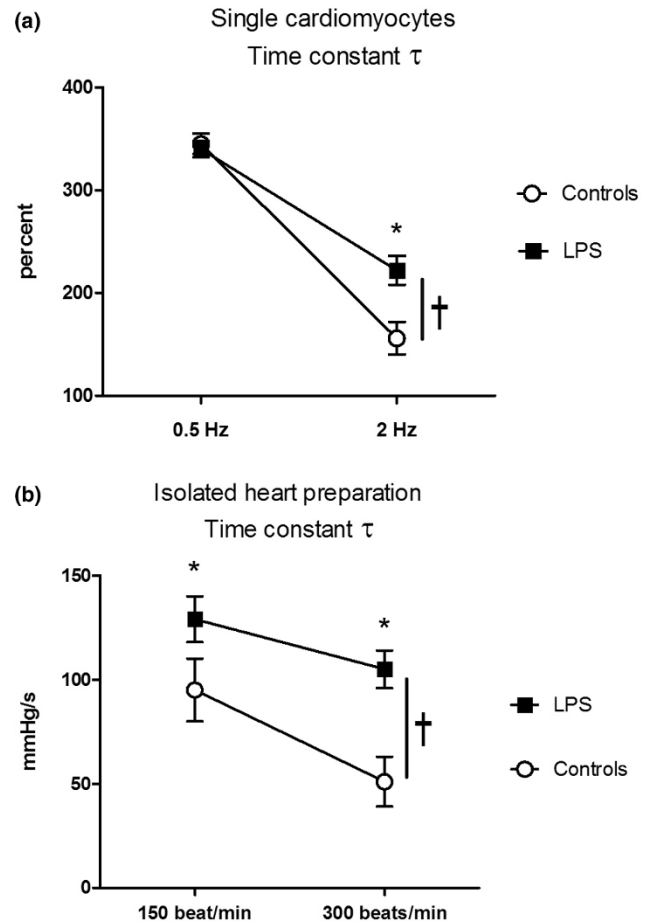 (a)
Single cardiomyocytes
Time constant τ
400
300
200
100
percent
*
†
0.5 Hz
2 Hz
Controls
LPS
(b)
Isolated heart preparation
Time constant τ
150
100
50
0
mmHg/s
*
*
†
150 beat/min
300 beats/min
LPS
Controls